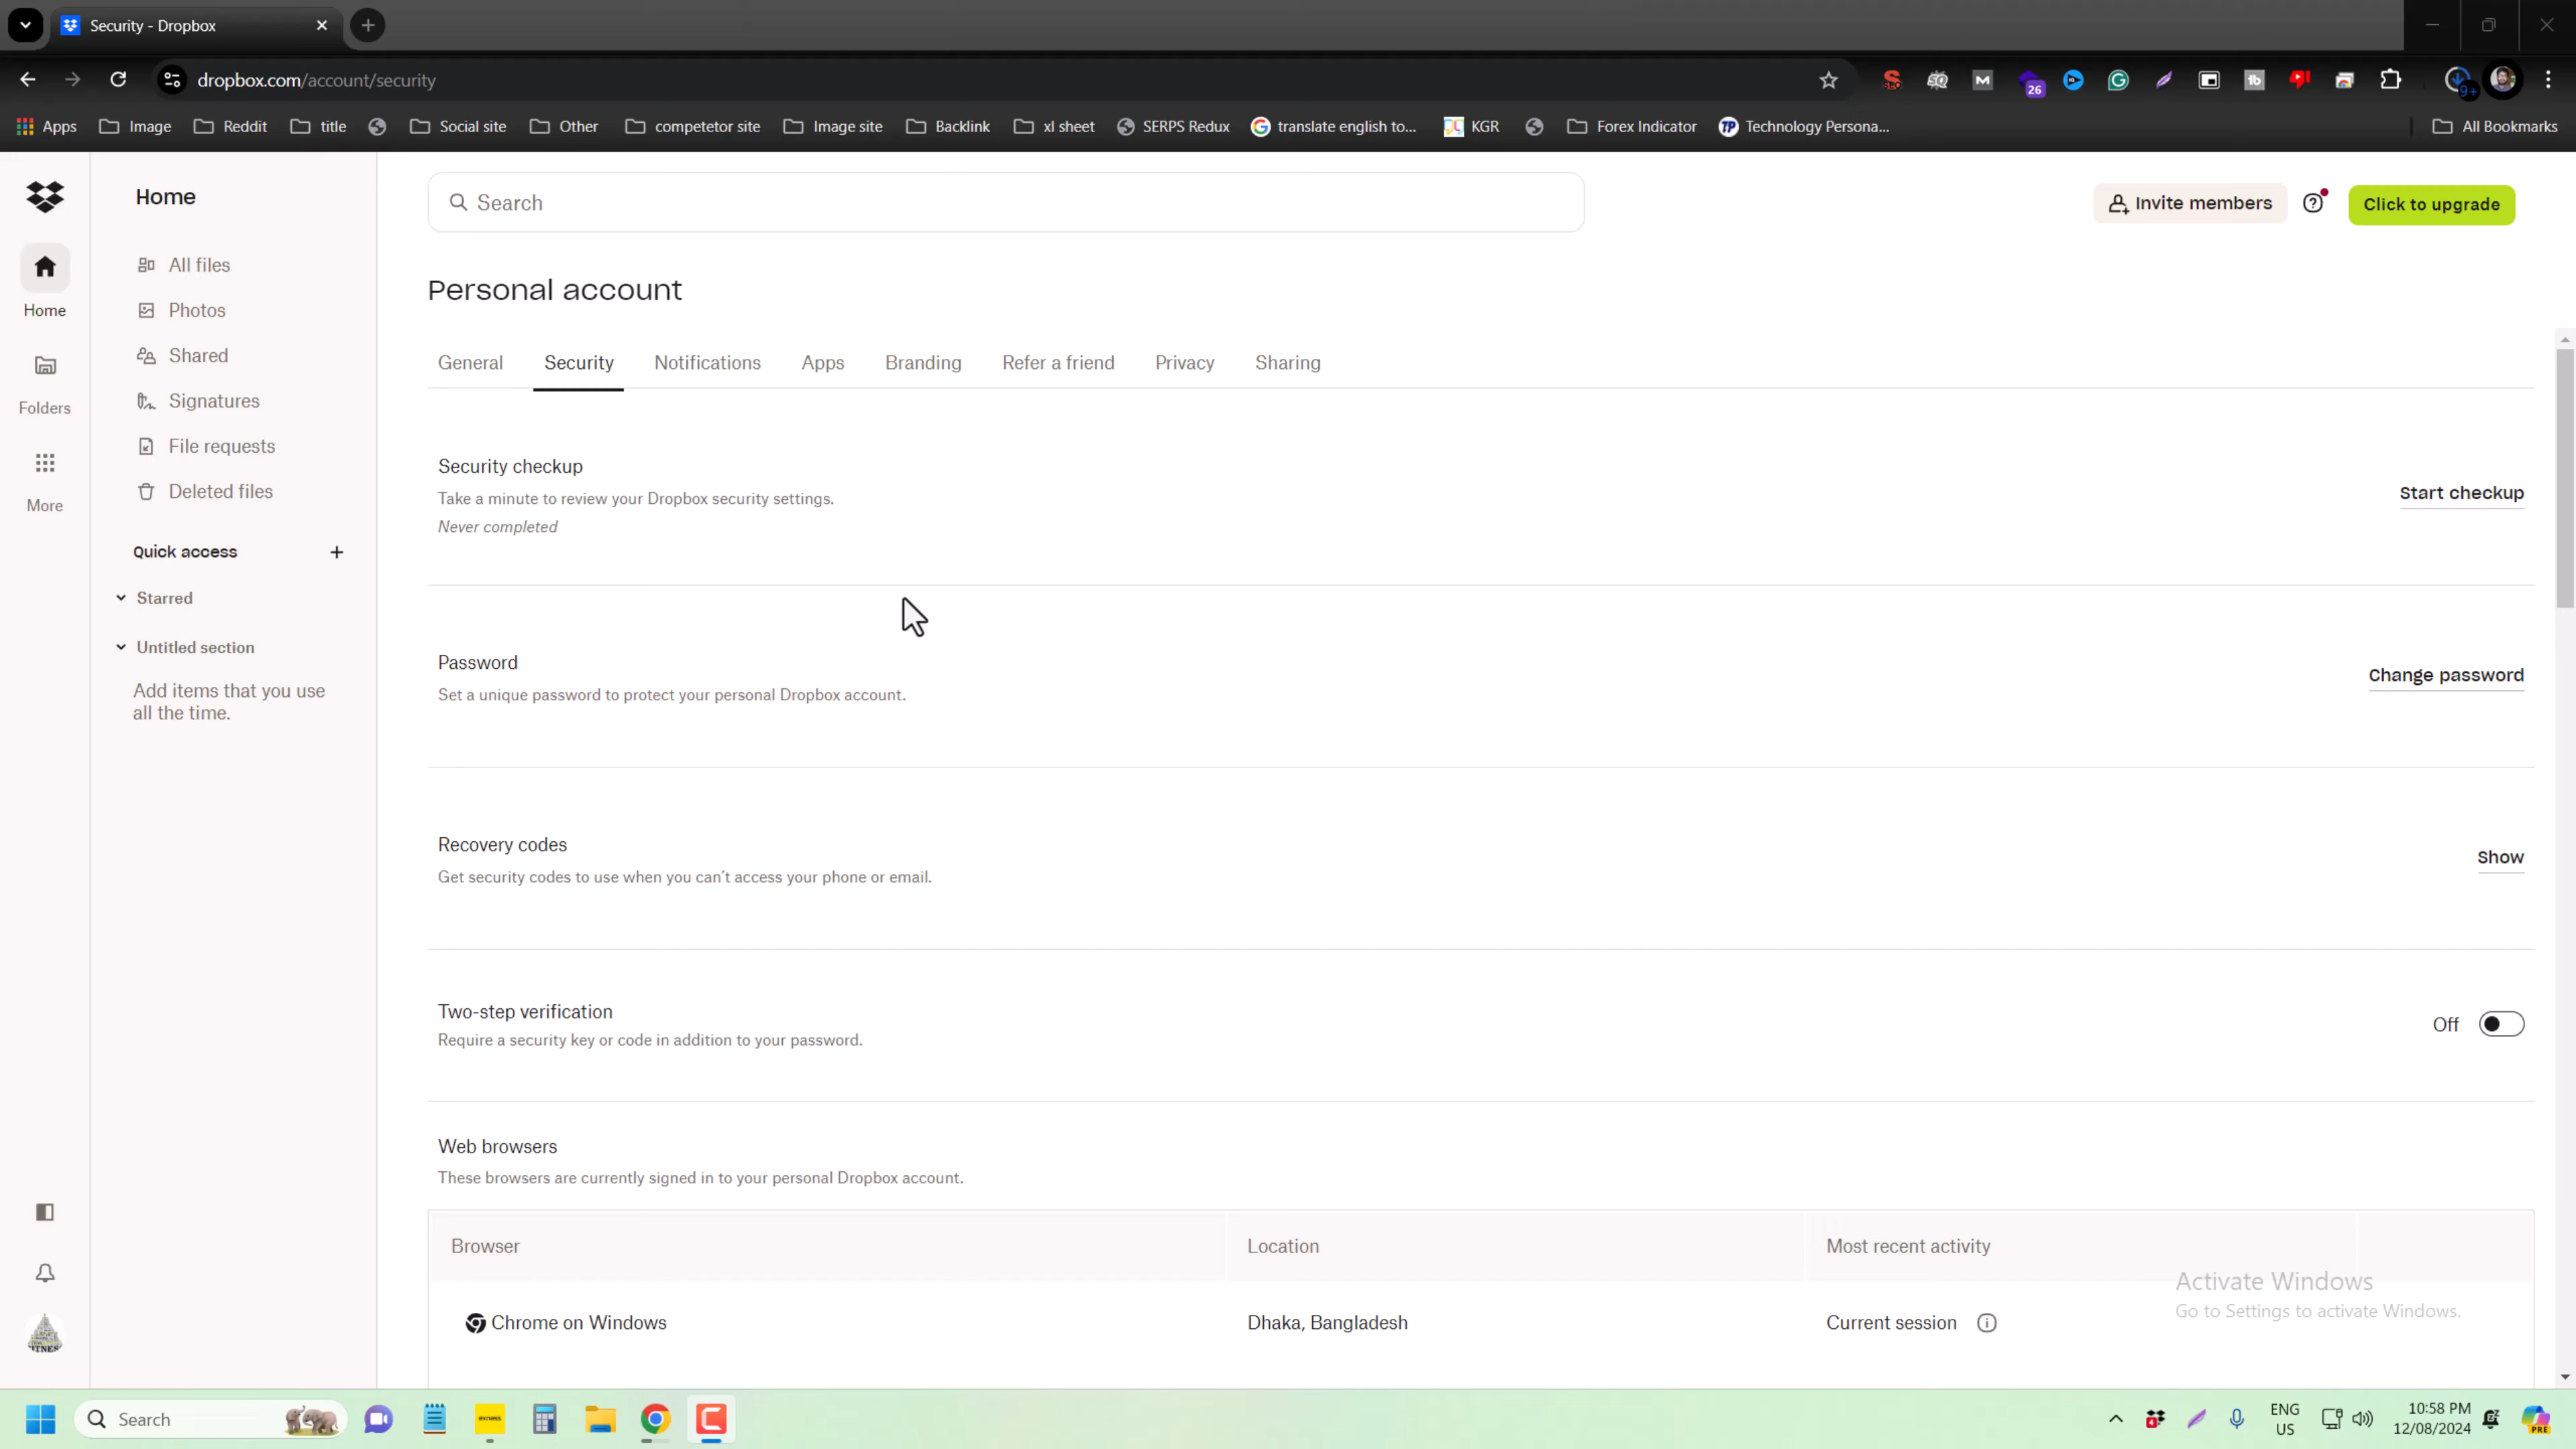 Security - Dropbox
dropbox.com/account/security
26
9+
Apps Image Reddit title Social site Other competetor site Image site Backlink xl sheet SERPS Redux translate english to... KGR Forex Indicator Technology Persona... All Bookmarks
Home
Search
Invite members
Click to upgrade
Home
Folders
More
All files
Photos
Shared
Signatures
File requests
Deleted files
Quick access
Starred
Untitled section
Add items that you use
all the time.
Personal account
General Security Notifications Apps Branding Refer a friend Privacy Sharing
Security checkup
Take a minute to review your Dropbox security settings.
Never completed
Start checkup
Password
Set a unique password to protect your personal Dropbox account.
Change password
Recovery codes
Get security codes to use when you can't access your phone or email.
Show
Two-step verification
Require a security key or code in addition to your password.
Off
Web browsers
These browsers are currently signed in to your personal Dropbox account.
Browser Location Most recent activity
Chrome on Windows Dhaka, Bangladesh Current session
Activate Windows
Go to Settings to activate Windows.
Search
ENG
US
10:58 PM
12/08/2024
PRE